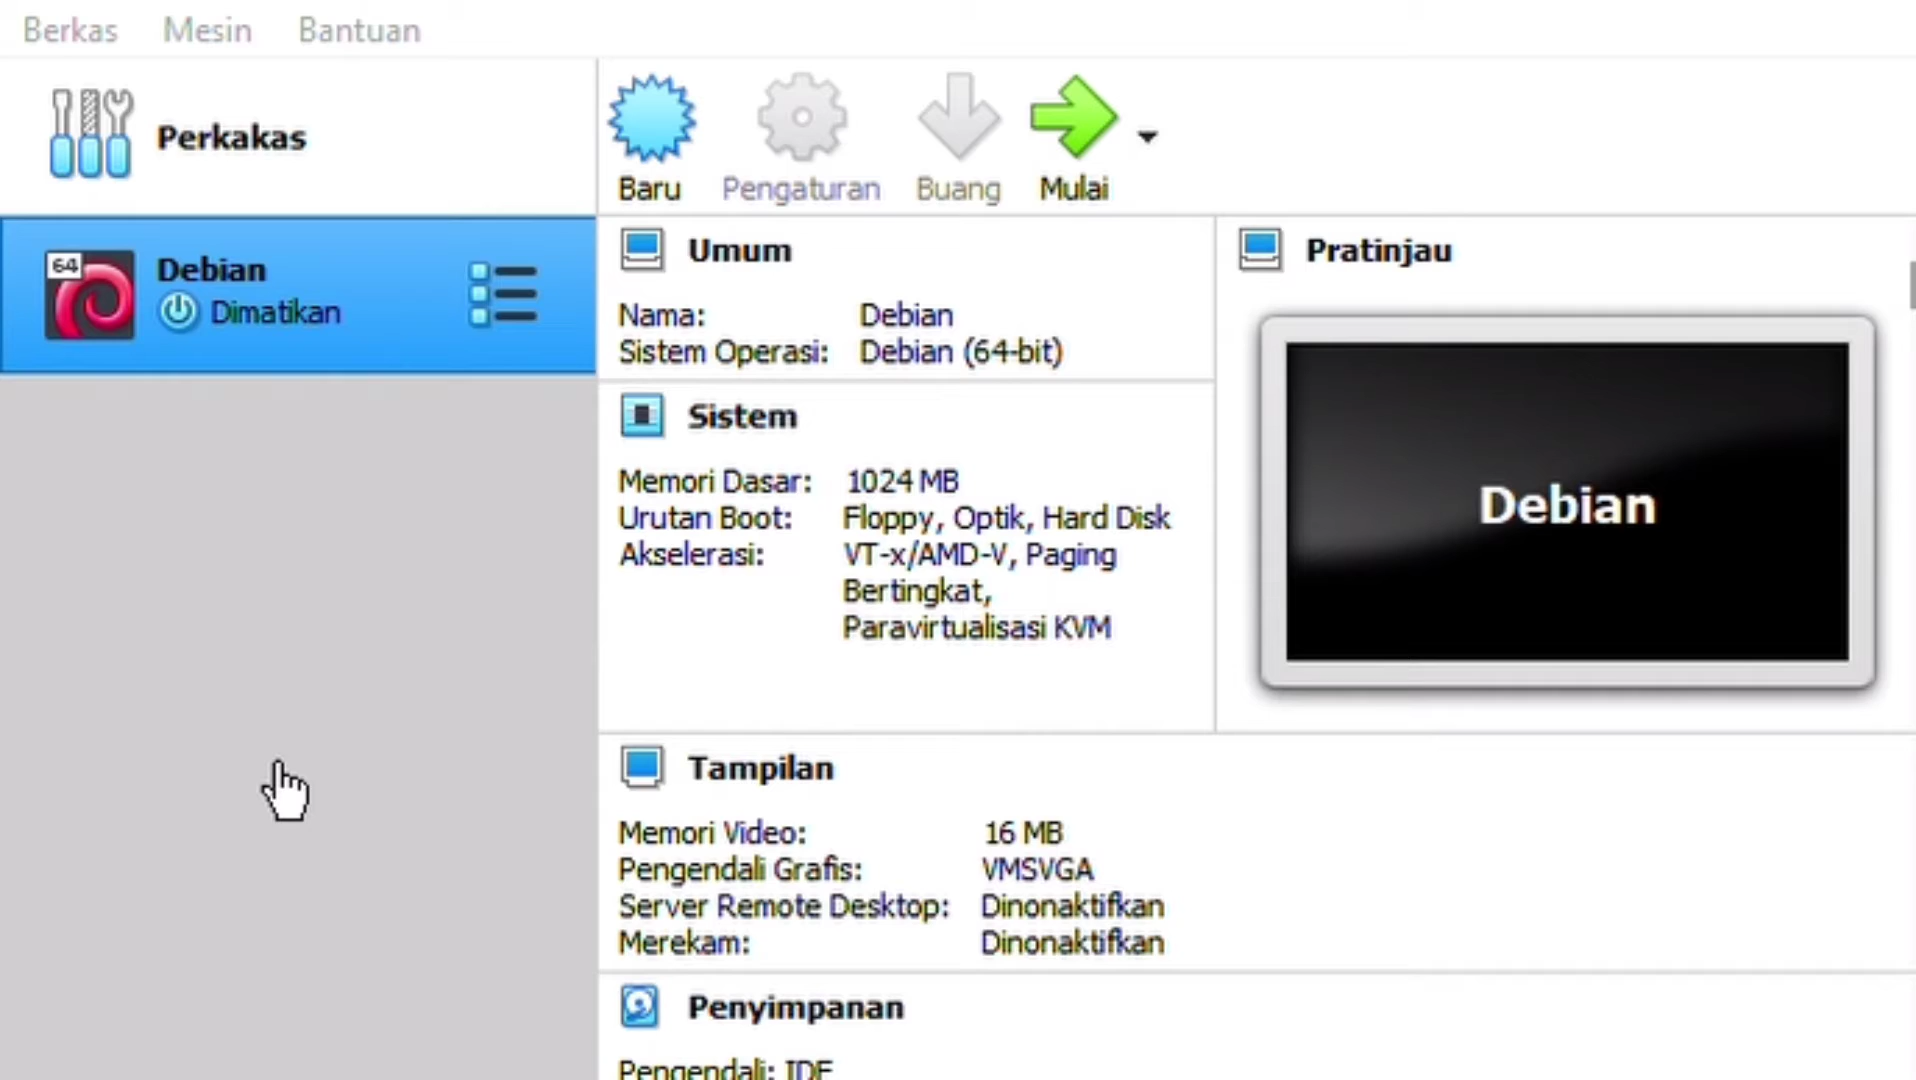 Berkas Mesin Bantuan
Perkakas
Baru Pengaturan Buang Mulai
64
Debian
Dimatikan
Umum
Nama: Debian
Sistem Operasi: Debian (64-bit)
Sistem
Memori Dasar: 1024 MB
Urutan Boot: Floppy, Optik, Hard Disk
Akselerasi: VT-x/AMD-V, Paging
Bertingkat,
Paravirtualisasi KVM
Pratinjau
Debian
Tampilan
Memori Video: 16 MB
Pengendali Grafis: VMSVGA
Server Remote Desktop: Dinonaktifkan
Merekam: Dinonaktifkan
Penyimpanan
Pengendali: IDE